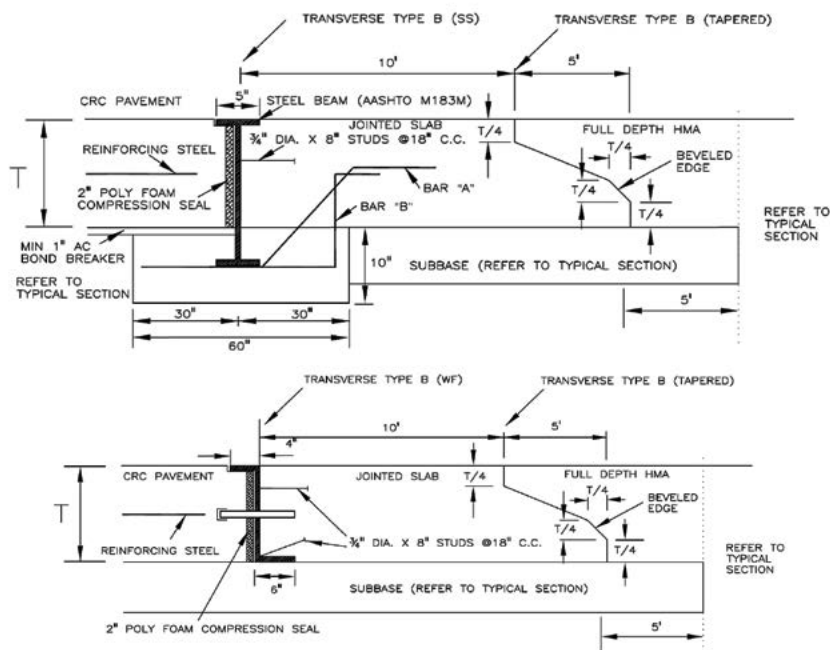 TRANSVERSE TYPE B (SS)
TRANSVERSE TYPE B (TAPERED)
10'
5'
5"
CRC PAVEMENT
STEEL BEAM (AASHTO M183M)
JOINTED SLAB
¾" DIA. X 8" STUDS @18" C.C.
T/4
FULL DEPTH HMA
T/4
BEVELED
EDGE
T
REINFORCING STEEL
2" POLY FOAM
COMPRESSION SEAL
BAR "A"
BAR "B"
T/4
T/4
REFER TO
TYPICAL
SECTION
MIN 1" AC
BOND BREAKER
REFER TO
TYPICAL SECTION
10"
SUBBASE (REFER TO TYPICAL SECTION)
5'
30"
30"
60"
TRANSVERSE TYPE B (WF)
TRANSVERSE TYPE B (TAPERED)
10'
5'
4"
CRC PAVEMENT
JOINTED SLAB
T/4
FULL DEPTH HMA
T/4
BEVELED
EDGE
T
REINFORCING STEEL
¾" DIA. X 8" STUDS @18" C.C.
T/4
T/4
REFER TO
TYPICAL
SECTION
6"
SUBBASE (REFER TO TYPICAL SECTION)
2" POLY FOAM COMPRESSION SEAL
5'